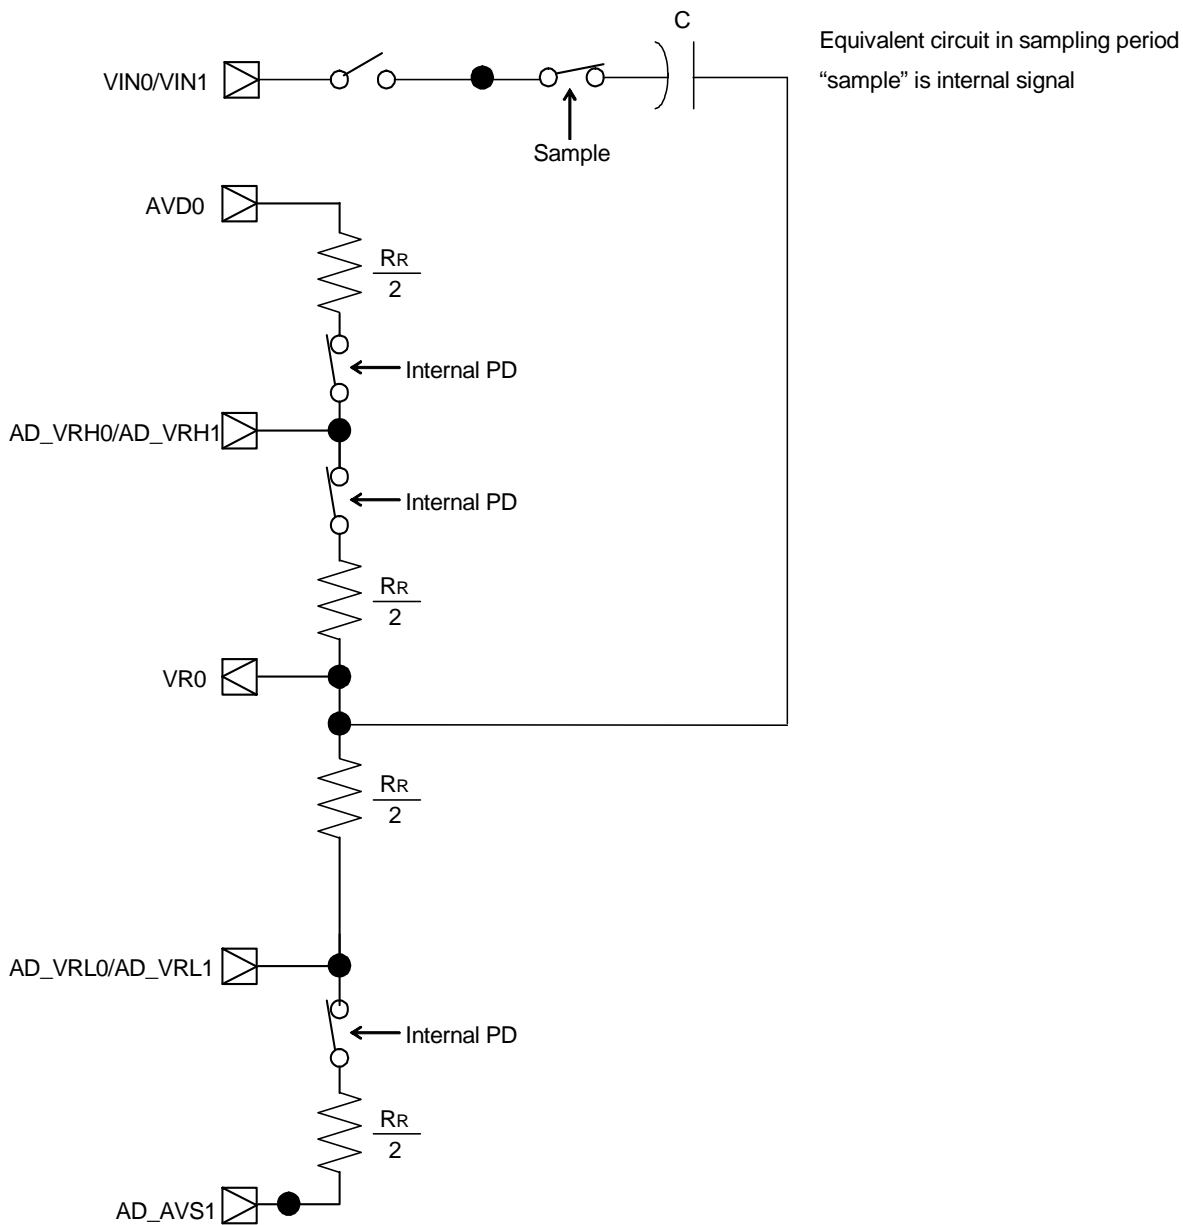 C
Equivalent circuit in sampling period
VIN0/VIN1
“sample” is internal signal
Sample
AVD0
RR
2
Internal PD
AD_VRH0/AD_VRH1
Internal PD
RR
2
VR0
RR
2
AD_VRL0/AD_VRL1
Internal PD
RR
2
AD_AVS1